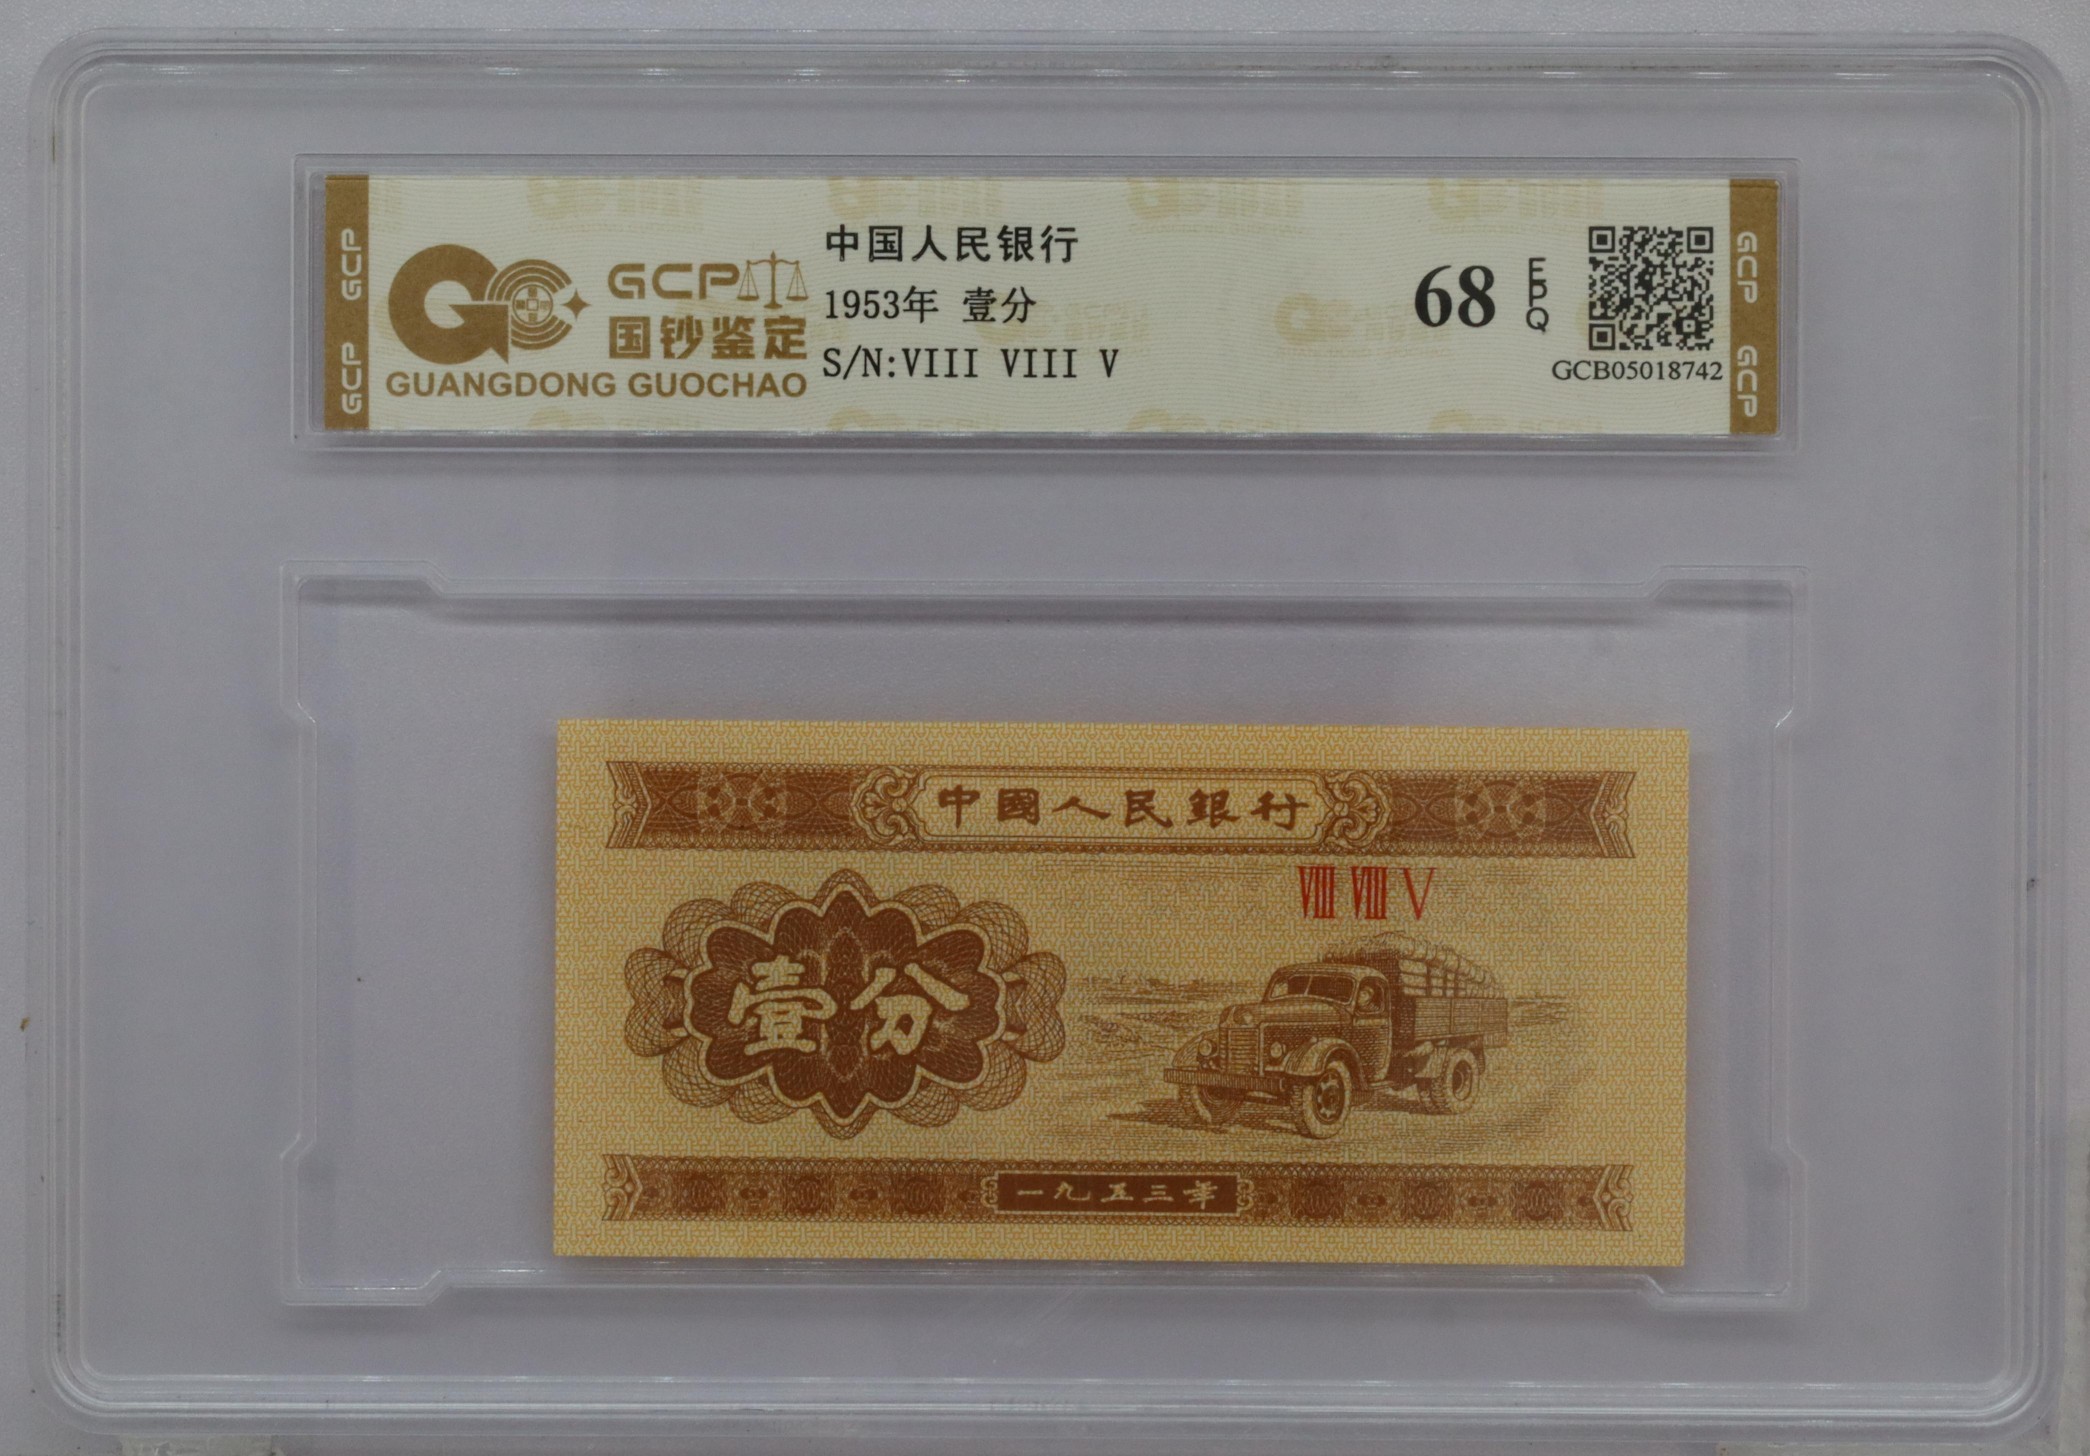 GCP GCP
GCP
国钞鉴定
GUANGDONG GUOCHAO
中国人民银行
1953年 壹分
S/N:VIII VIII V
68 EPQ
GCB05018742
GCP GCP
中國人民銀行
VIII VIII V
壹分
一九五三年